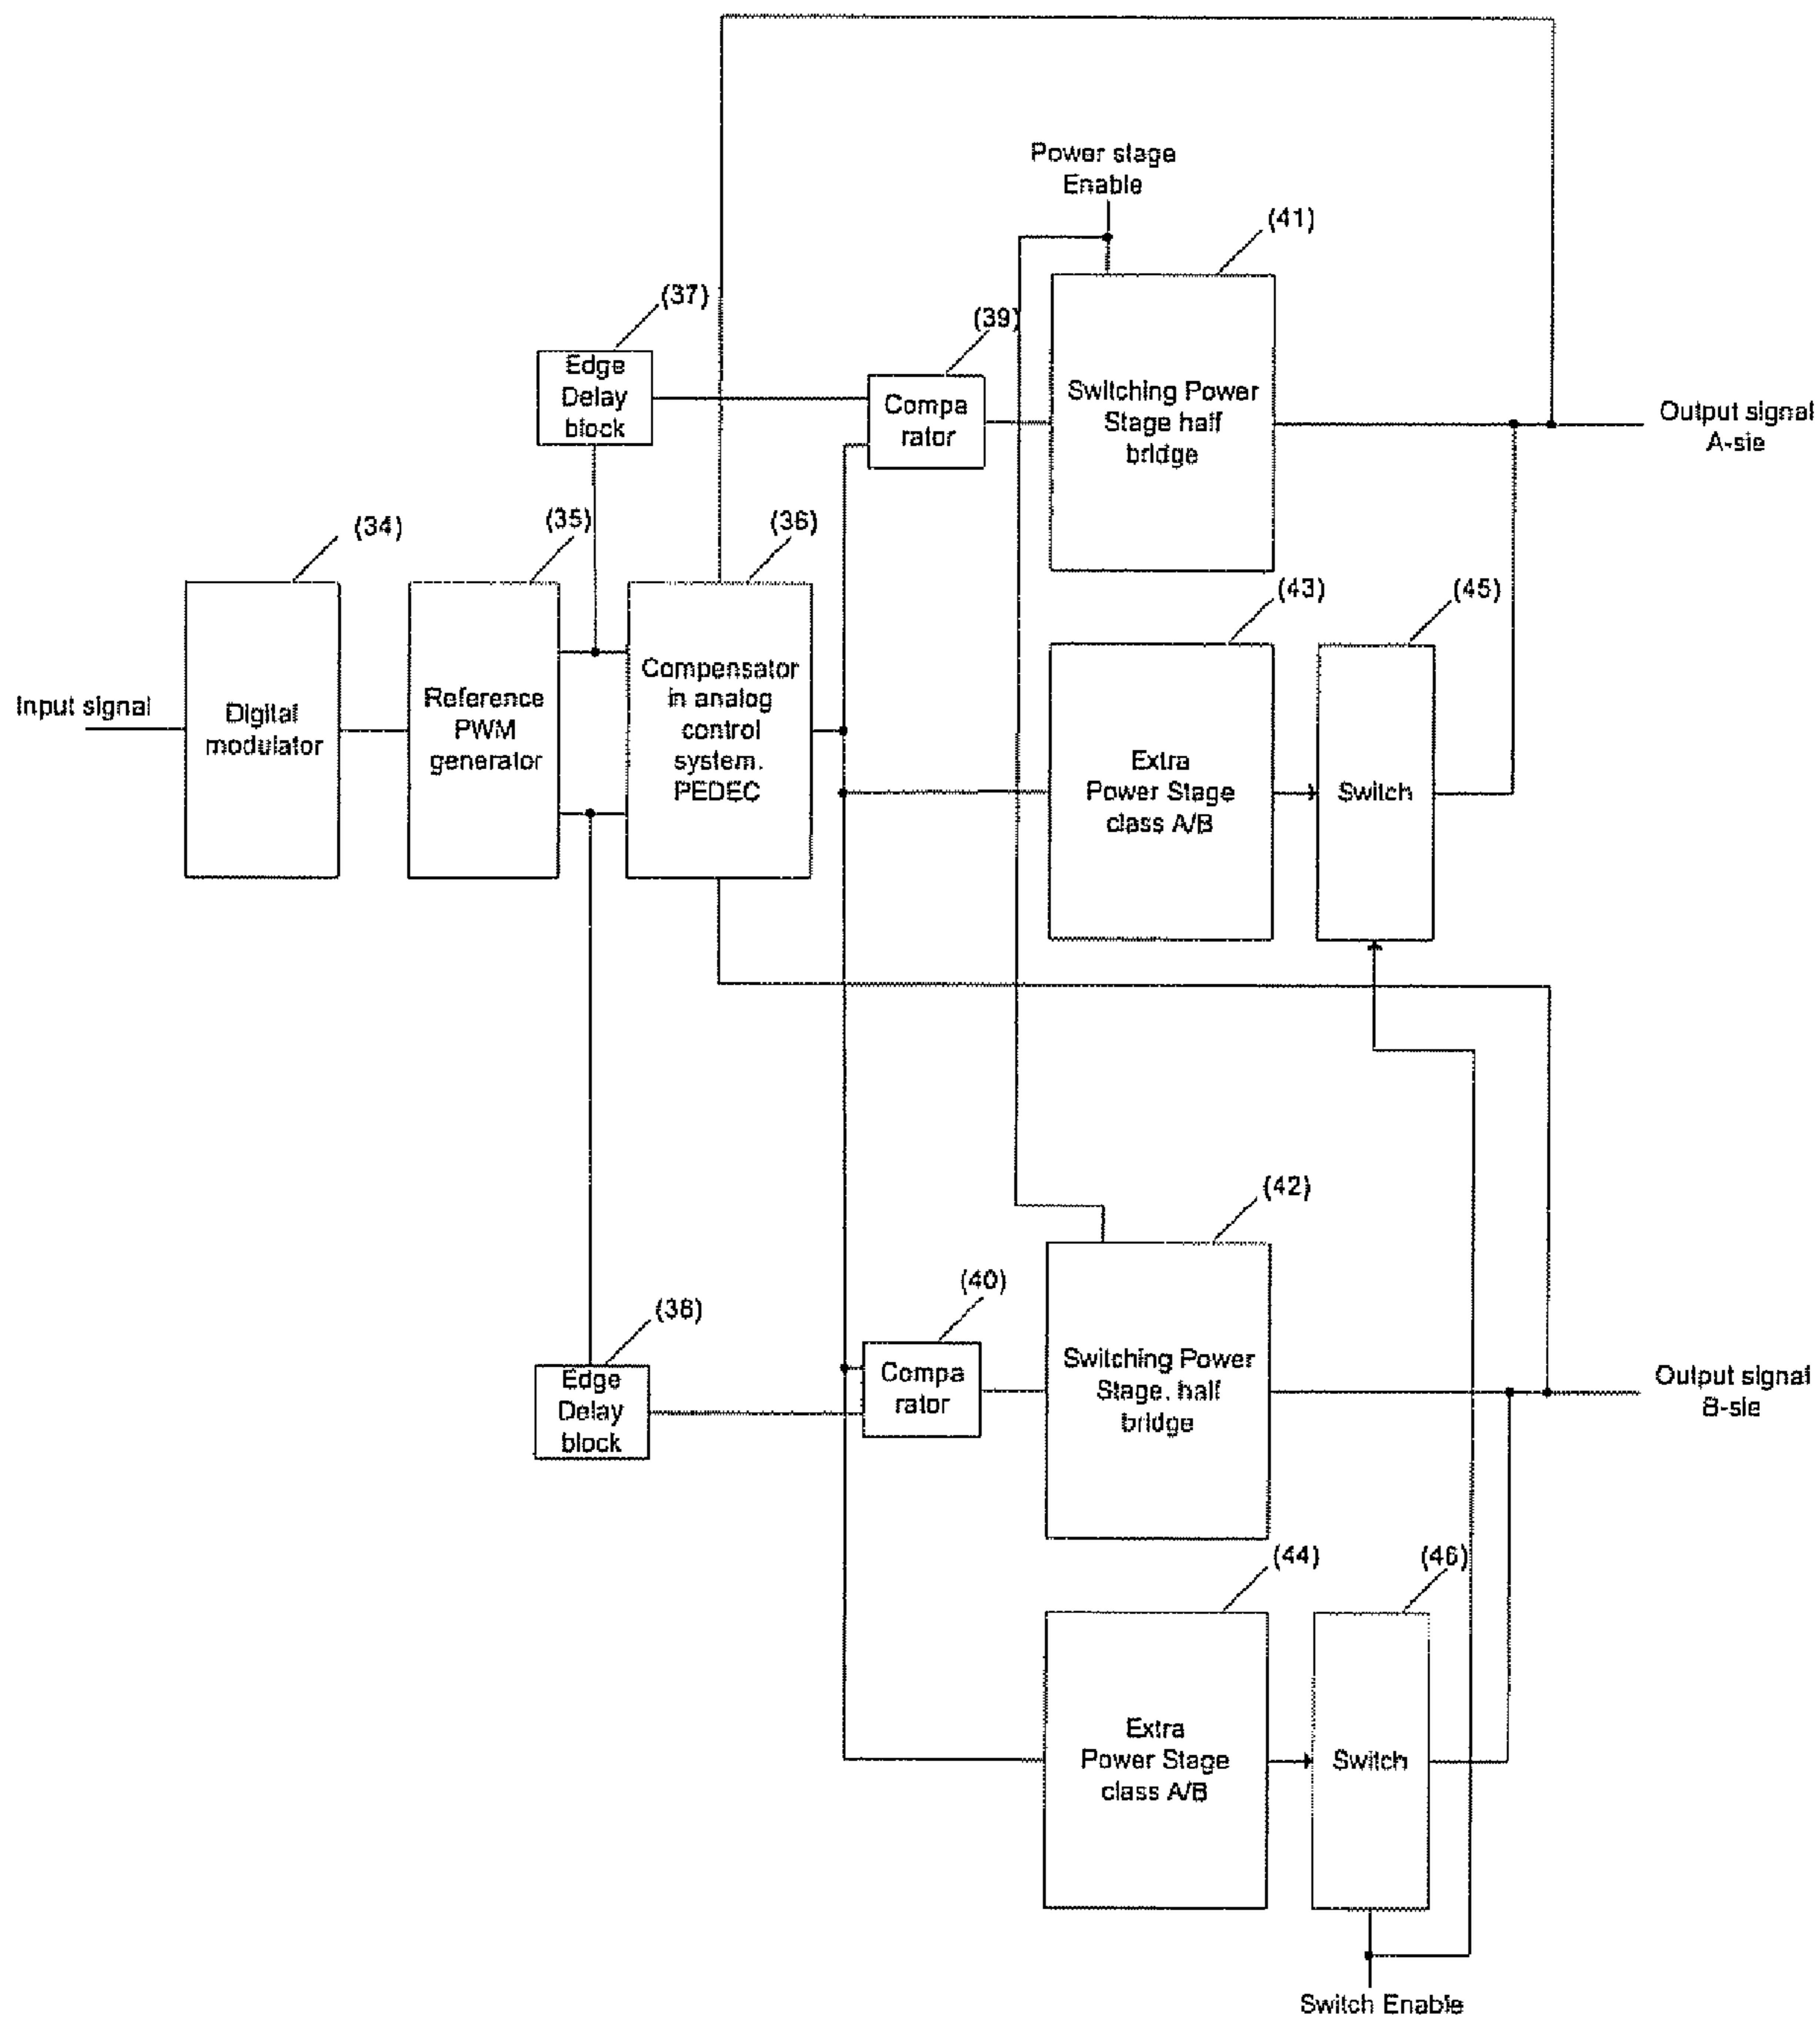 Power stage
Enable
(41)
(37)
(39)
Edge
Delay
block
Compa
rator
Switching Power
Stage half
bridge
Output signal
A-sie
(34)
(35)
(36)
(43)
(45)
Input signal
Digital
modulator
Reference
PWM
generator
Compensator
in analog
control
system.
PEDEC
Extra
Power Stage
class A/B
Switch
(42)
(40)
(38)
Edge
Delay
block
Compa
rator
Switching Power
Stage. half
bridge
Output signal
B-sie
(44)
(46)
Extra
Power Stage
class A/B
Switch
Switch Enable